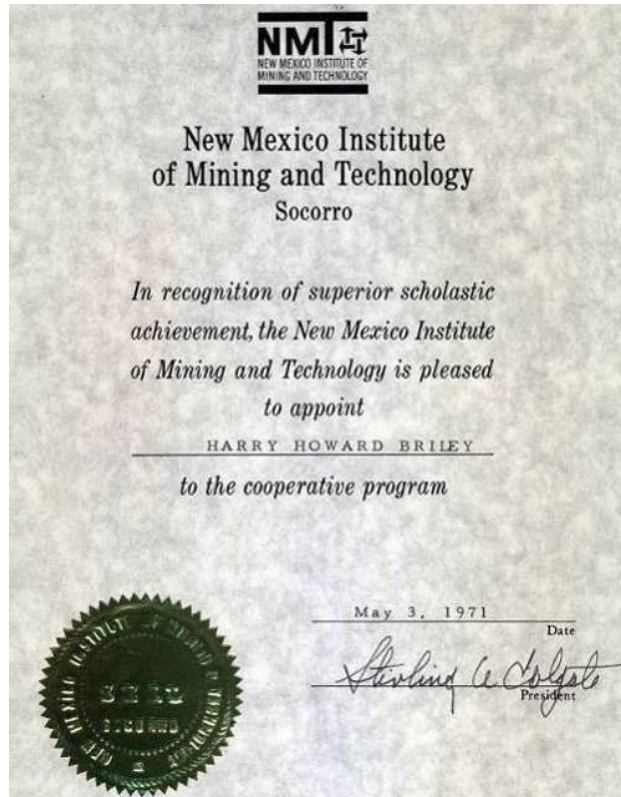 NMT
NEW MEXICO INSTITUTE OF
MINING AND TECHNOLOGY
New Mexico Institute
of Mining and Technology
Socorro
In recognition of superior scholastic
achievement, the New Mexico Institute
of Mining and Technology is pleased
to appoint
HARRY HOWARD BRILEY
to the cooperative program
May 3, 1971
Date
Stirling A Colgate
President